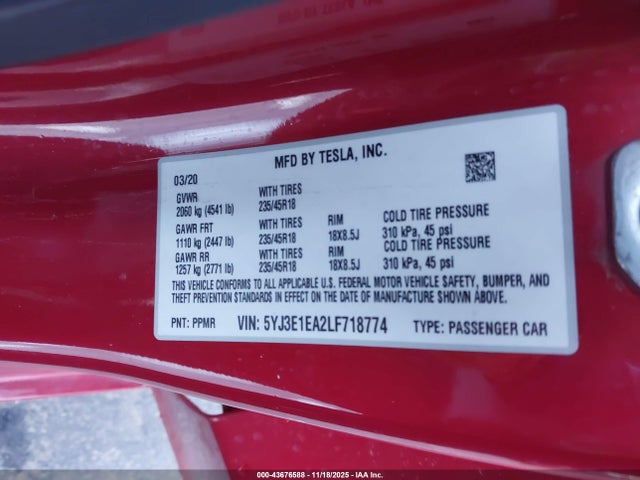 MFD BY TESLA, INC.
03/20
GVWR WITH TIRES
2060 kg (4541 lb) 235/45R18
GAWR FRT WITH TIRES RIM COLD TIRE PRESSURE
1110 kg (2447 lb) 235/45R18 18X8.5J 310 kPa, 45 psi
GAWR RR WITH TIRES RIM COLD TIRE PRESSURE
1257 kg (2771 lb) 235/45R18 18X8.5J 310 kPa, 45 psi
THIS VEHICLE CONFORMS TO ALL APPLICABLE U.S. FEDERAL MOTOR VEHICLE SAFETY, BUMPER, AND
THEFT PREVENTION STANDARDS IN EFFECT ON THE DATE OF MANUFACTURE SHOWN ABOVE.
PNT: PPMR VIN: 5YJ3E1EA2LF718774 TYPE: PASSENGER CAR
000-43676588 - 11/18/2025 - IAA Inc.